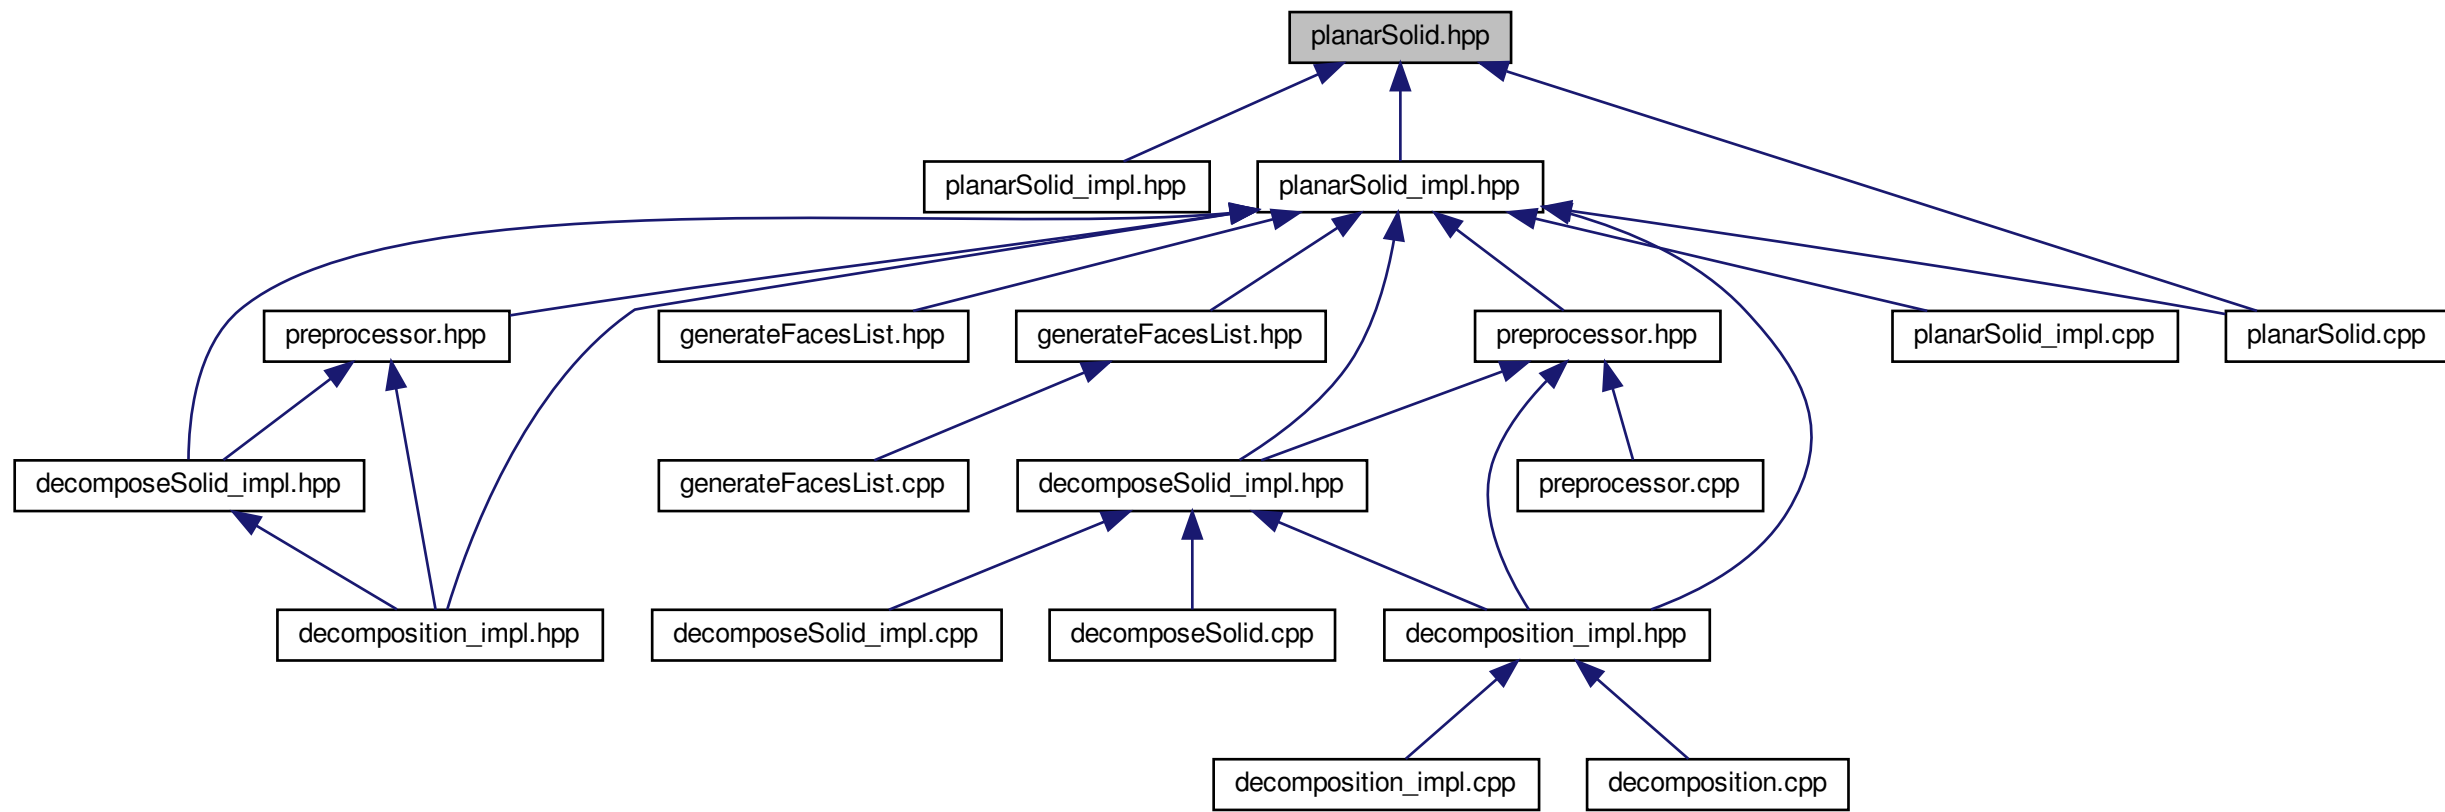 planarSolid.hpp
planarSolid_impl.hpp
planarSolid_impl.hpp
preprocessor.hpp
generateFacesList.hpp
generateFacesList.hpp
preprocessor.hpp
planarSolid_impl.cpp
planarSolid.cpp
decomposeSolid_impl.hpp
generateFacesList.cpp
decomposeSolid_impl.hpp
preprocessor.cpp
decomposition_impl.hpp
decomposeSolid_impl.cpp
decomposeSolid.cpp
decomposition_impl.hpp
decomposition_impl.cpp
decomposition.cpp